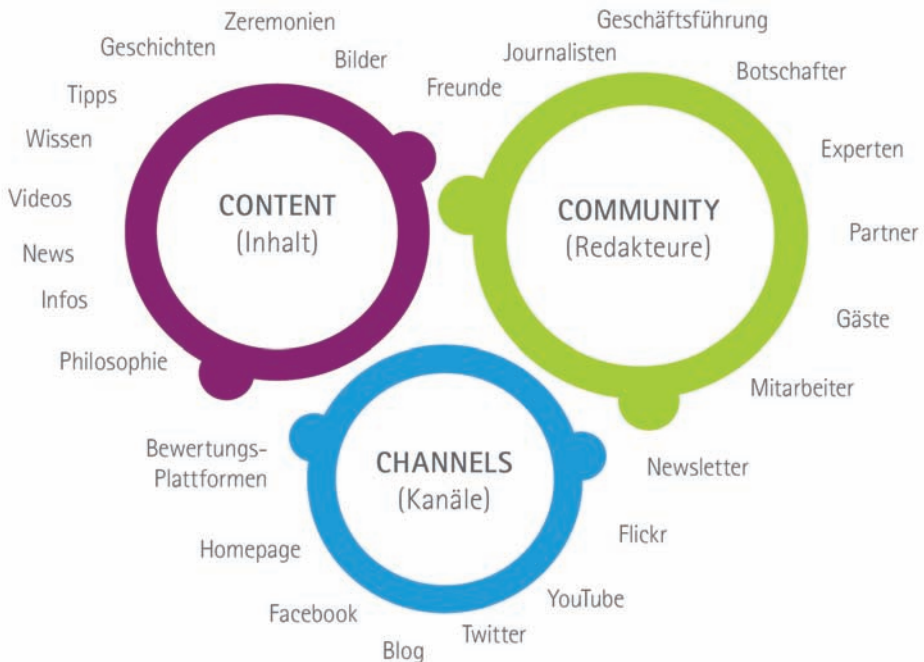 Zeremonien
Geschichten
Bilder
Tipps
Wissen
Videos
News
Infos
Philosophie
CONTENT
(Inhalt)
Geschäftsführung
Journalisten
Freunde
Botschafter
Experten
Partner
Gäste
Mitarbeiter
COMMUNITY
(Redakteure)
Bewertungs-
Plattformen
Homepage
Facebook
Blog
Twitter
YouTube
Flickr
Newsletter
CHANNELS
(Kanäle)